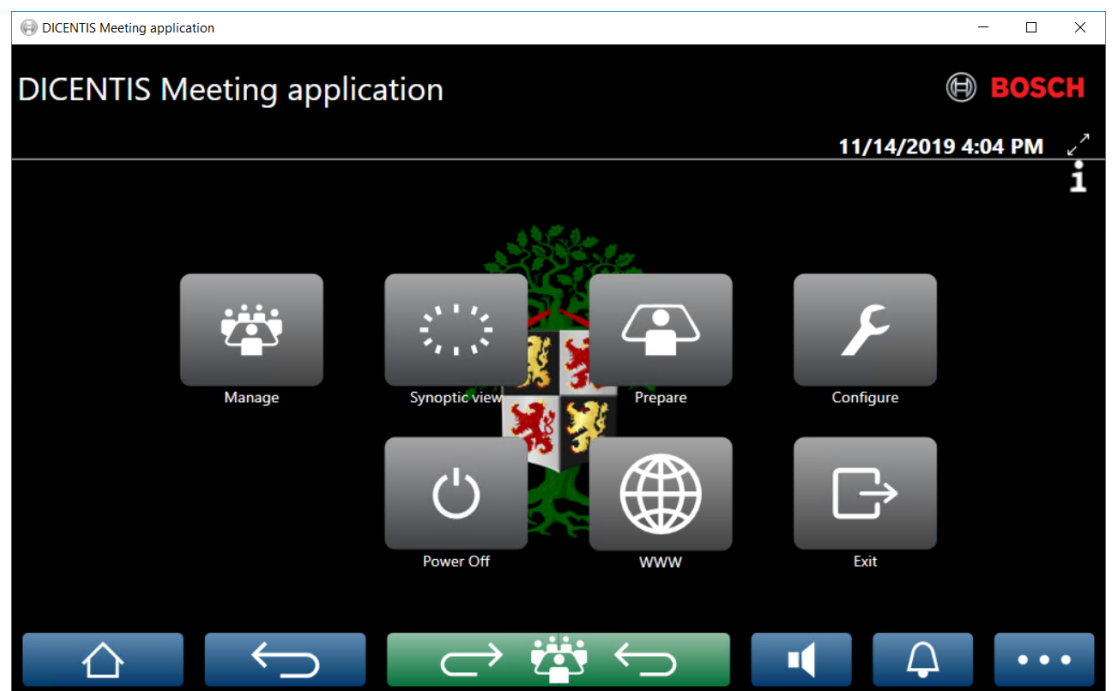 DICENTIS Meeting application
DICENTIS Meeting application
BOSCH
11/14/2019 4:04 PM
Manage
Synoptic view
Prepare
Configure
Power Off
WWW
Exit